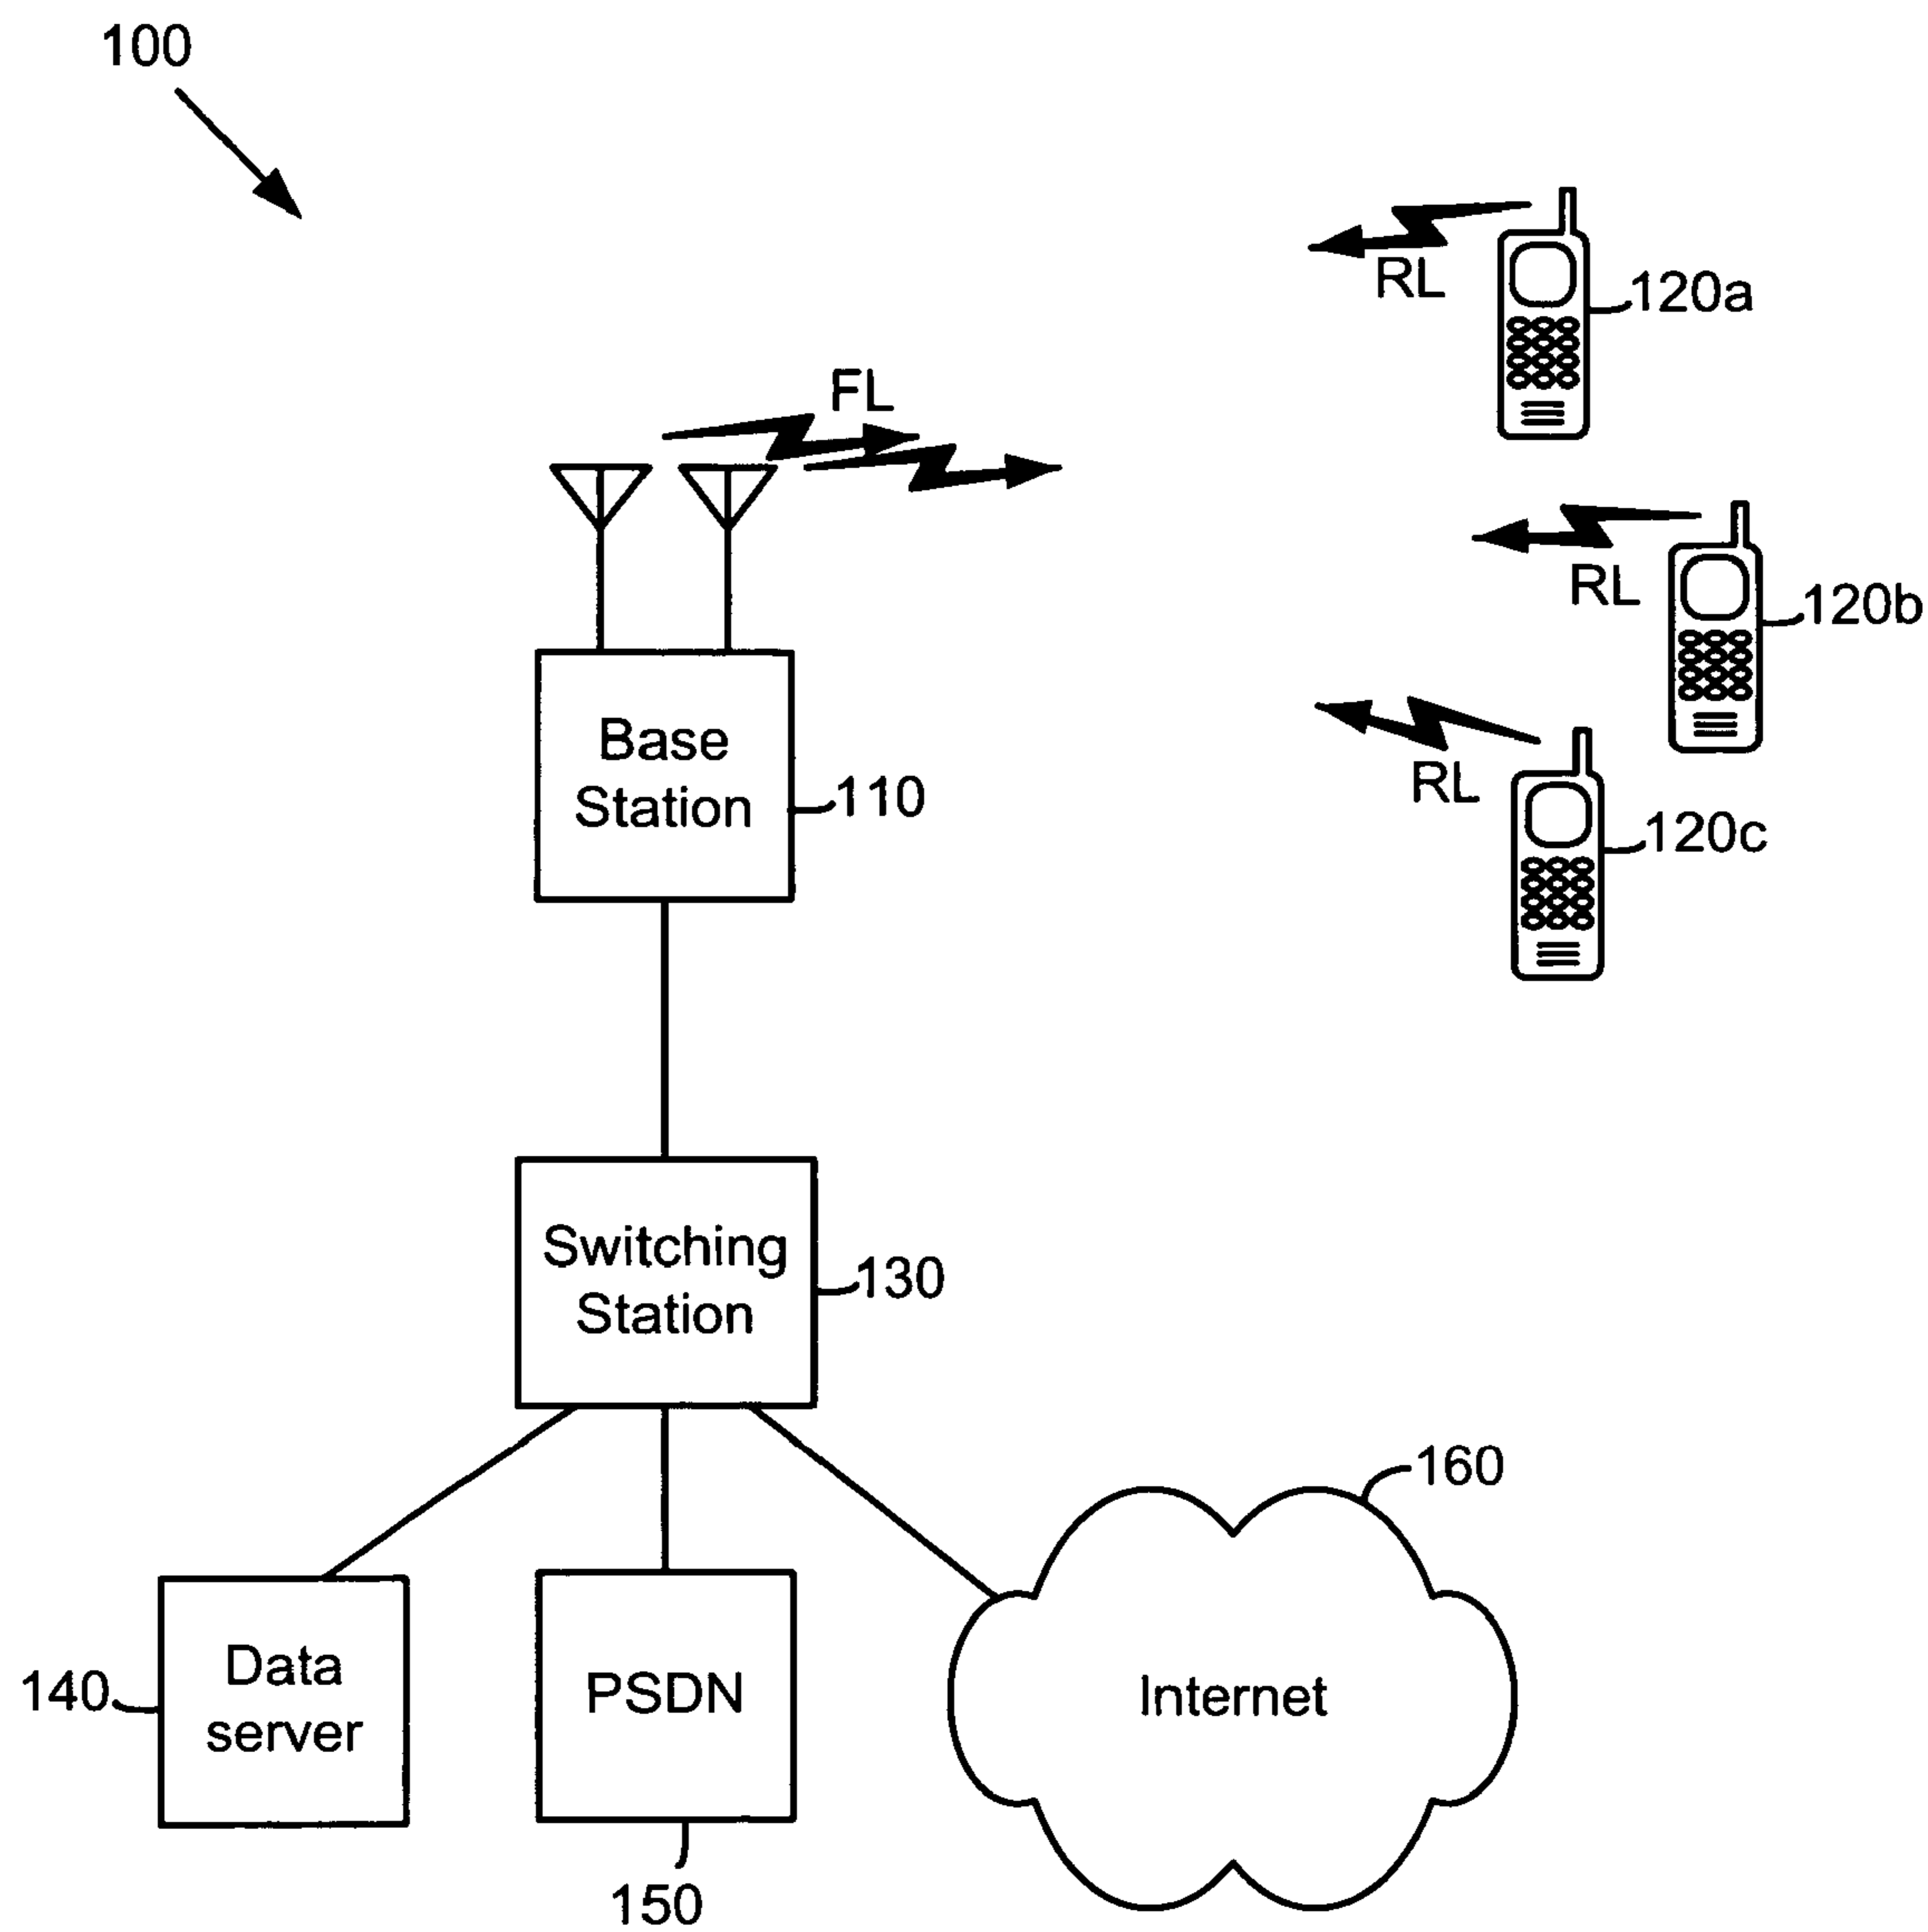 100
RL
120a
FL
RL
120b
Base
Station
110
RL
120c
Switching
Station
130
160
Data
server
140
PSDN
Internet
150